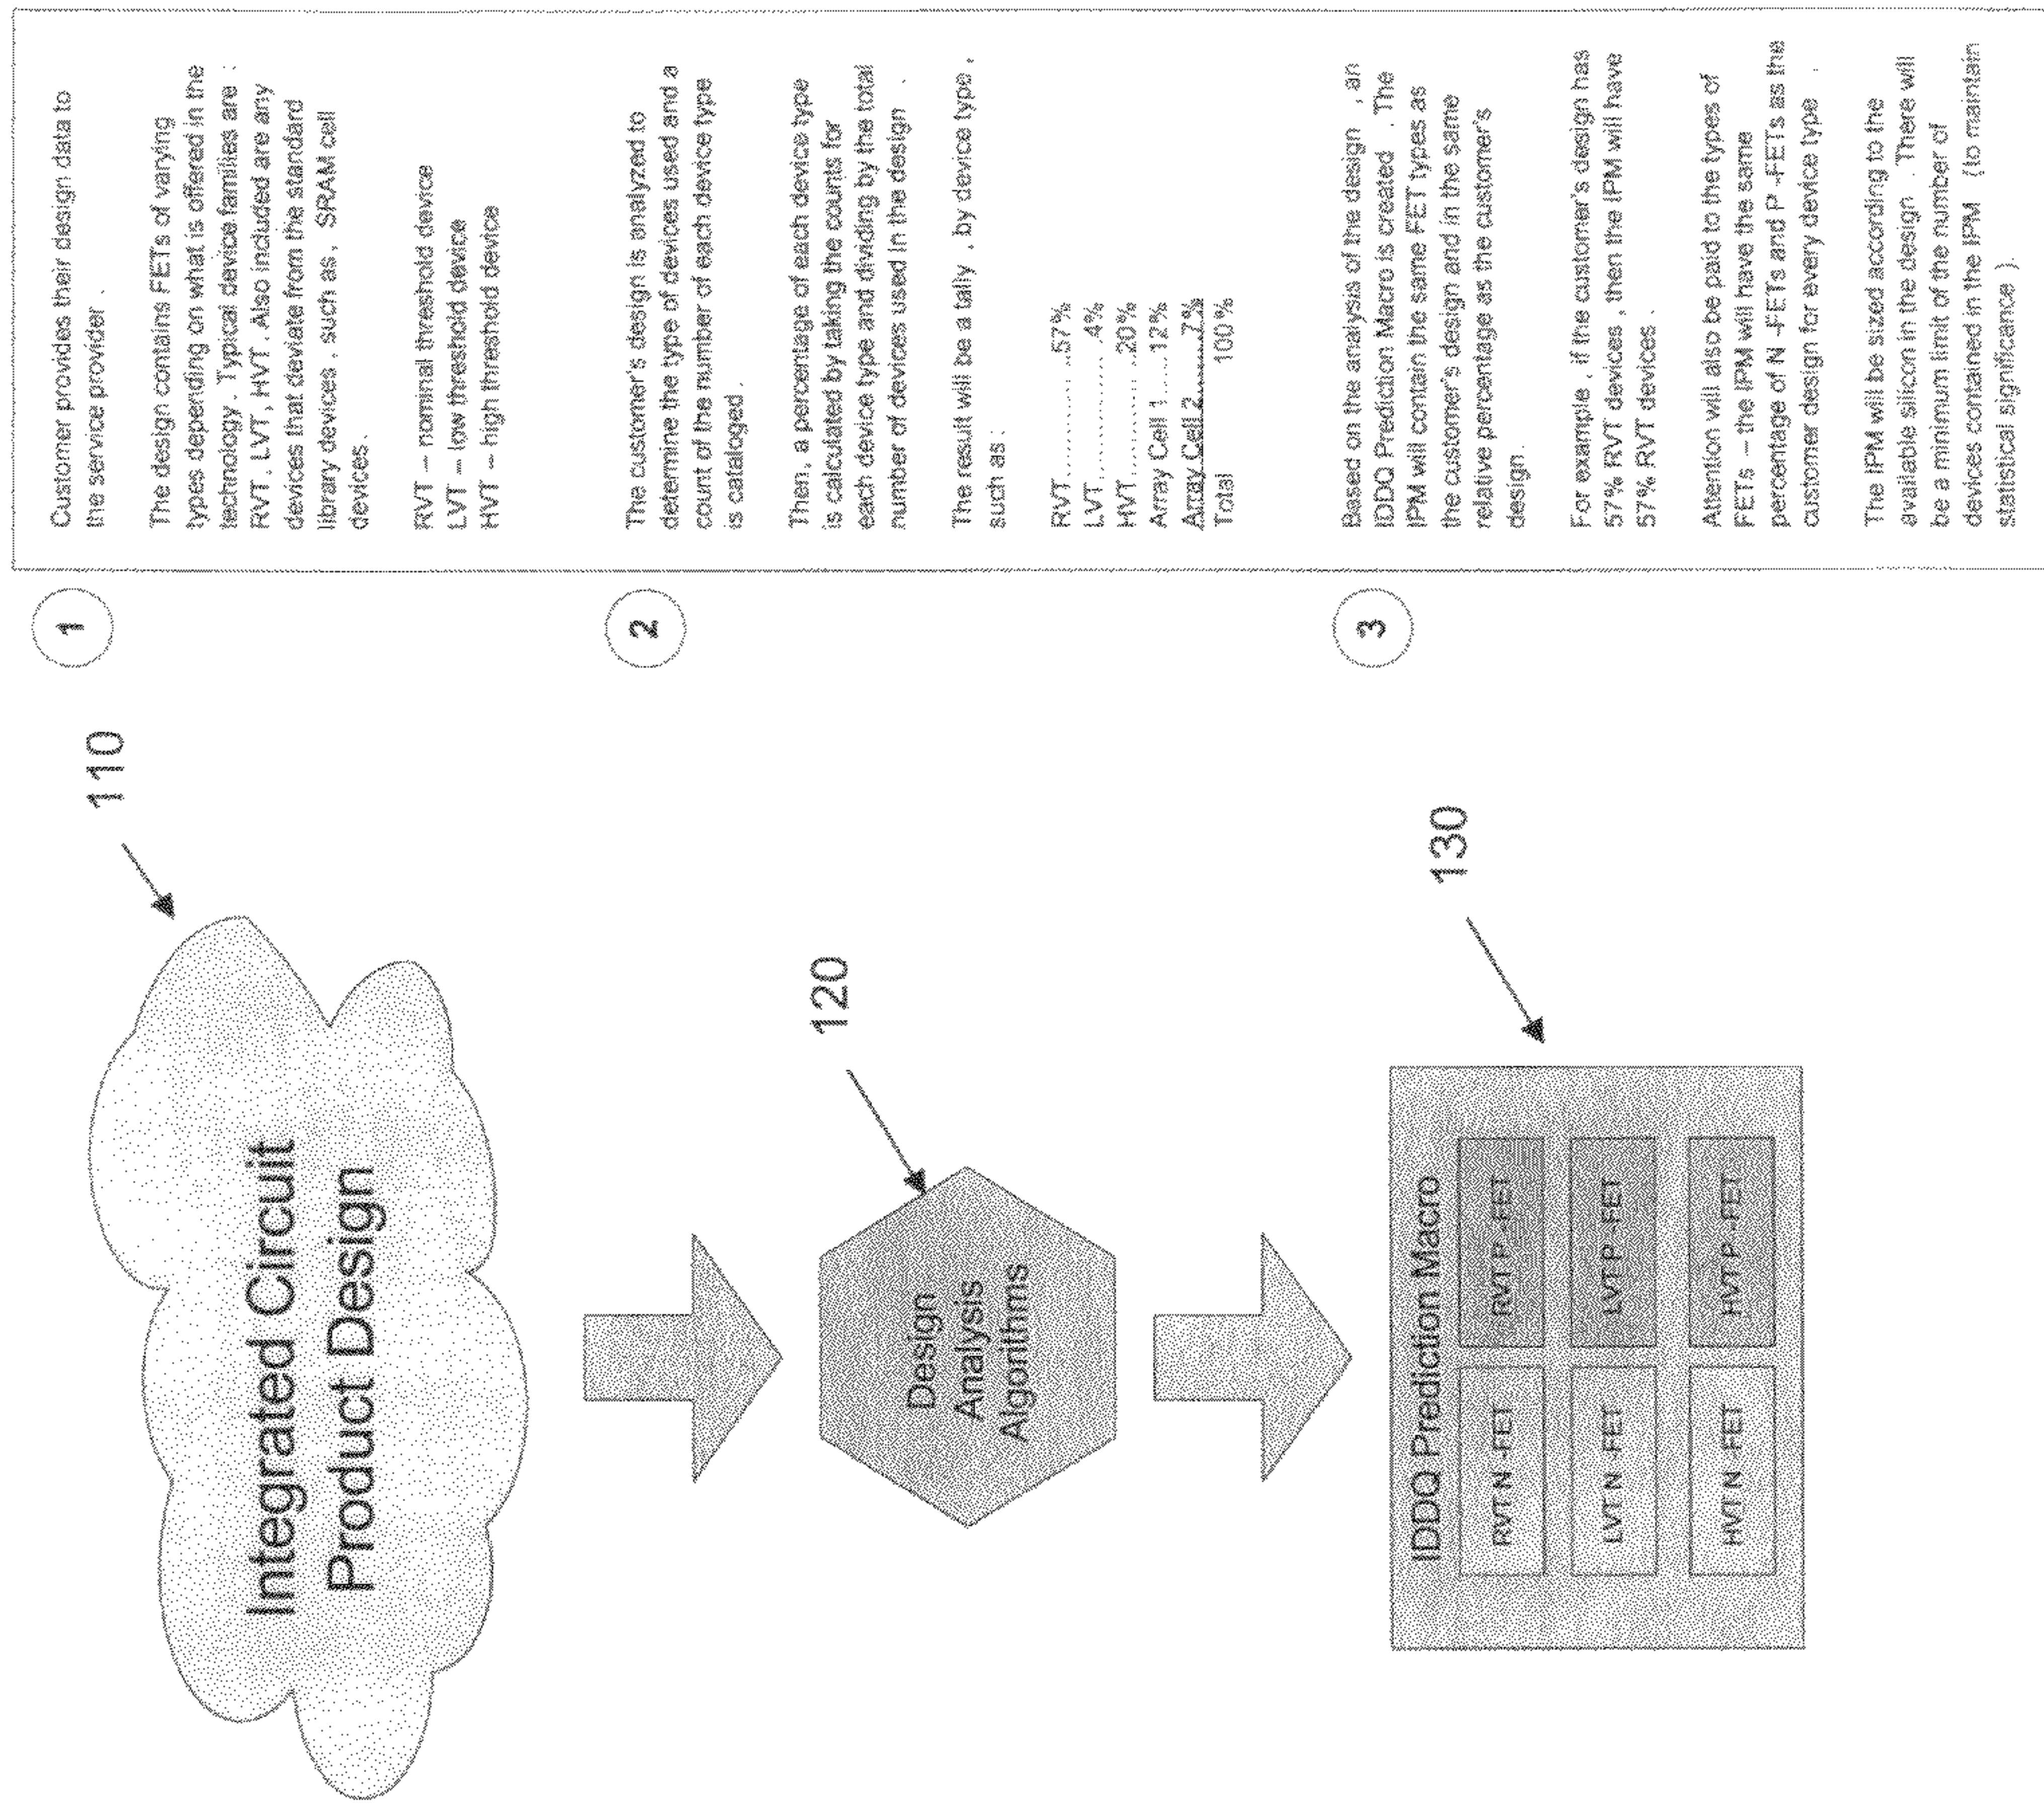 Integrated Circuit
Product Design
110
Design
Analysis
Algorithms
120
IDDQ Prediction Macro
RVT N -FET
RVT P -FET
LVT N -FET
LVT P -FET
HVT N -FET
HVT P -FET
130
1
Customer provides their design data to
the service provider .
The design contains FETs of varying
types depending on what is offered in the
technology . Typical device families are :
RVT , LVT , HVT . Also included are any
devices that deviate from the standard
library devices , such as , SRAM cell
devices .
RVT – nominal threshold device
LVT – low threshold device
HVT – high threshold device
2
The customer's design is analyzed to
determine the type of devices used and a
count of the number of each device type
is cataloged .
Then, a percentage of each device type
is calculated by taking the counts for
each device type and dividing by the total
number of devices used in the design .
The result will be a tally , by device type ,
such as :
RVT..............57%
LVT...............4%
HVT..............20%
Array Cell 1.....12%
Array Cell 2.......7%
Total 100%
3
Based on the analysis of the design , an
IDDQ Prediction Macro is created . The
IPM will contain the same FET types as
the customer's design and in the same
relative percentage as the customer's
design.
For example , if the customer's design has
57% RVT devices , then the IPM will have
57% RVT devices .
Attention will also be paid to the types of
FETs – the IPM will have the same
percentage of N -FETs and P -FETs as the
customer design for every device type .
The IPM will be sized according to the
available silicon in the design . There will
be a minimum limit of the number of
devices contained in the IPM (to maintain
statistical significance ).